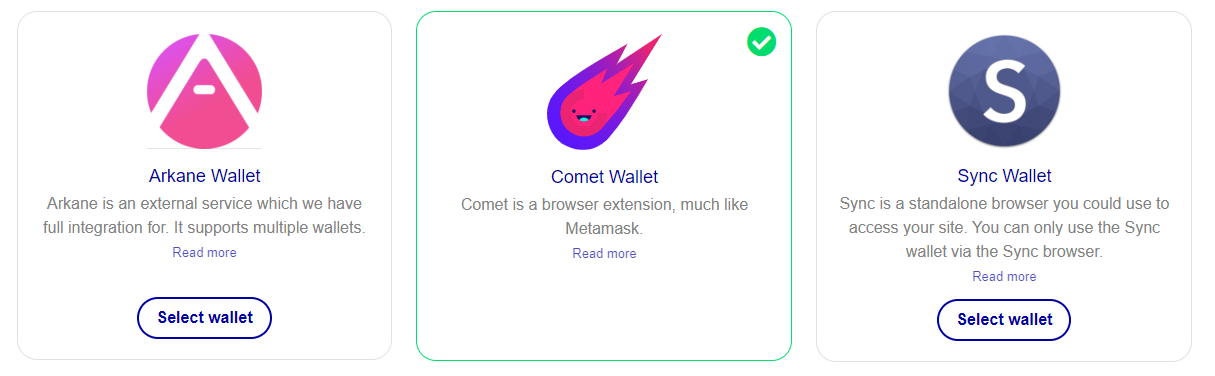 Arkane Wallet
Arkane is an external service which we have
full integration for. It supports multiple wallets.
Read more
Select wallet
Comet Wallet
Comet is a browser extension, much like
Metamask.
Read more
S
Sync Wallet
Sync is a standalone browser you could use to
access your site. You can only use the Sync
wallet via the Sync browser.
Read more
Select wallet